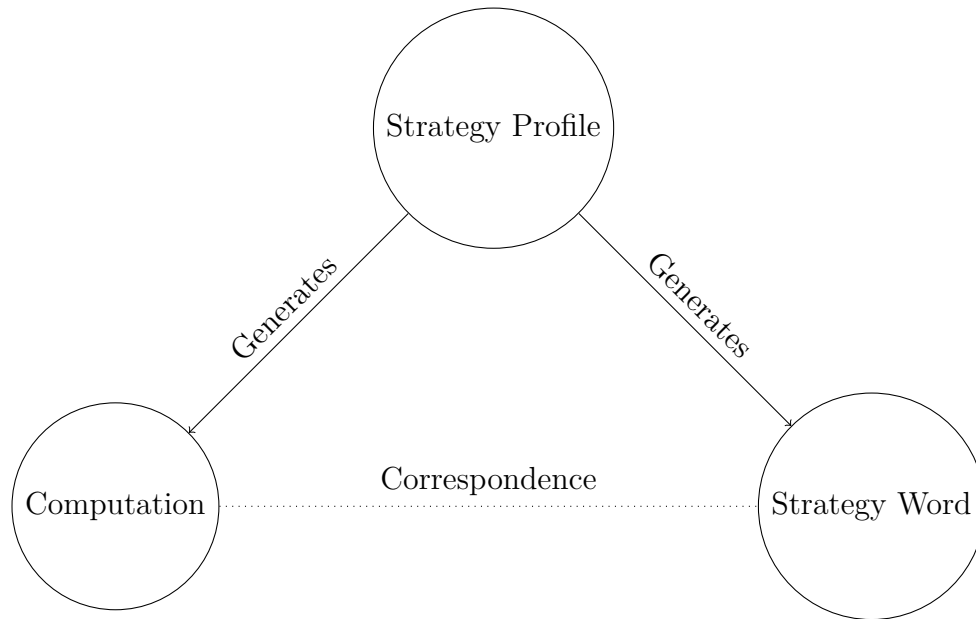 Strategy Profile
Generates
Generates
Correspondence
Computation
Strategy Word